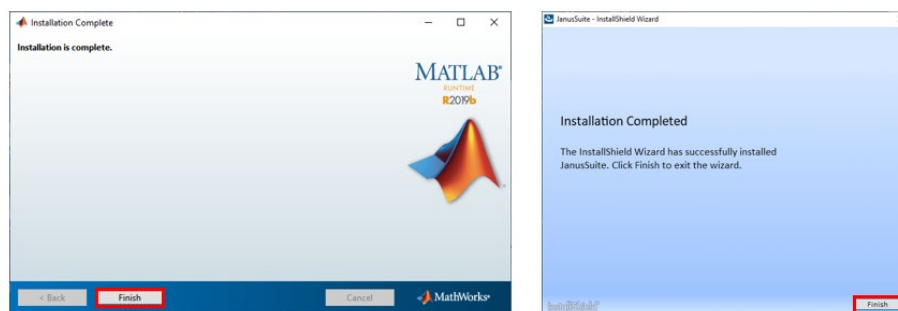 Installation Complete
Installation is complete.
MATLAB®
RUNTIME
R2019b
< Back
Finish
Cancel
MathWorks®
JanusSuite - InstallShield Wizard
Installation Completed
The InstallShield Wizard has successfully installed
JanusSuite. Click Finish to exit the wizard.
InstallShield
Finish